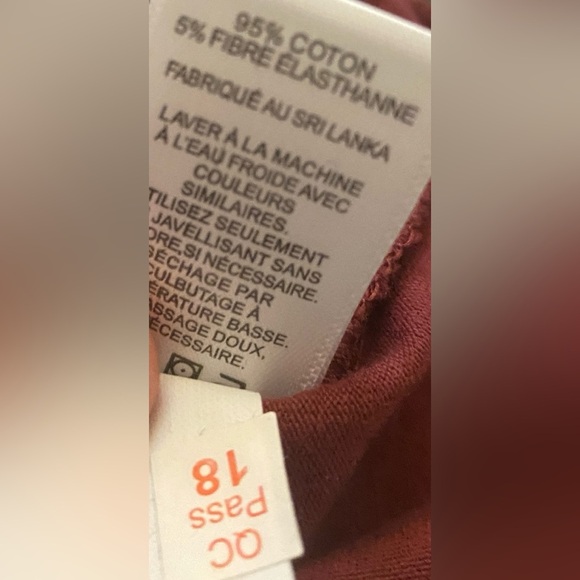 95% COTON
5% FIBRE ÉLASTHANNE
FABRIQUÉ AU SRI LANKA
LAVER À LA MACHINE
À L'EAU FROIDE AVEC
COULEURS
SIMILAIRES.
TILISEZ SEULEMENT
JAVELLISANT SANS
ORE, SI NÉCESSAIRE.
SÉCHAGE PAR
CULBUTAGE À
ÉRATURE BASSE.
ASSAGE DOUX,
ÉCESSAIRE.
QC
Pass
18